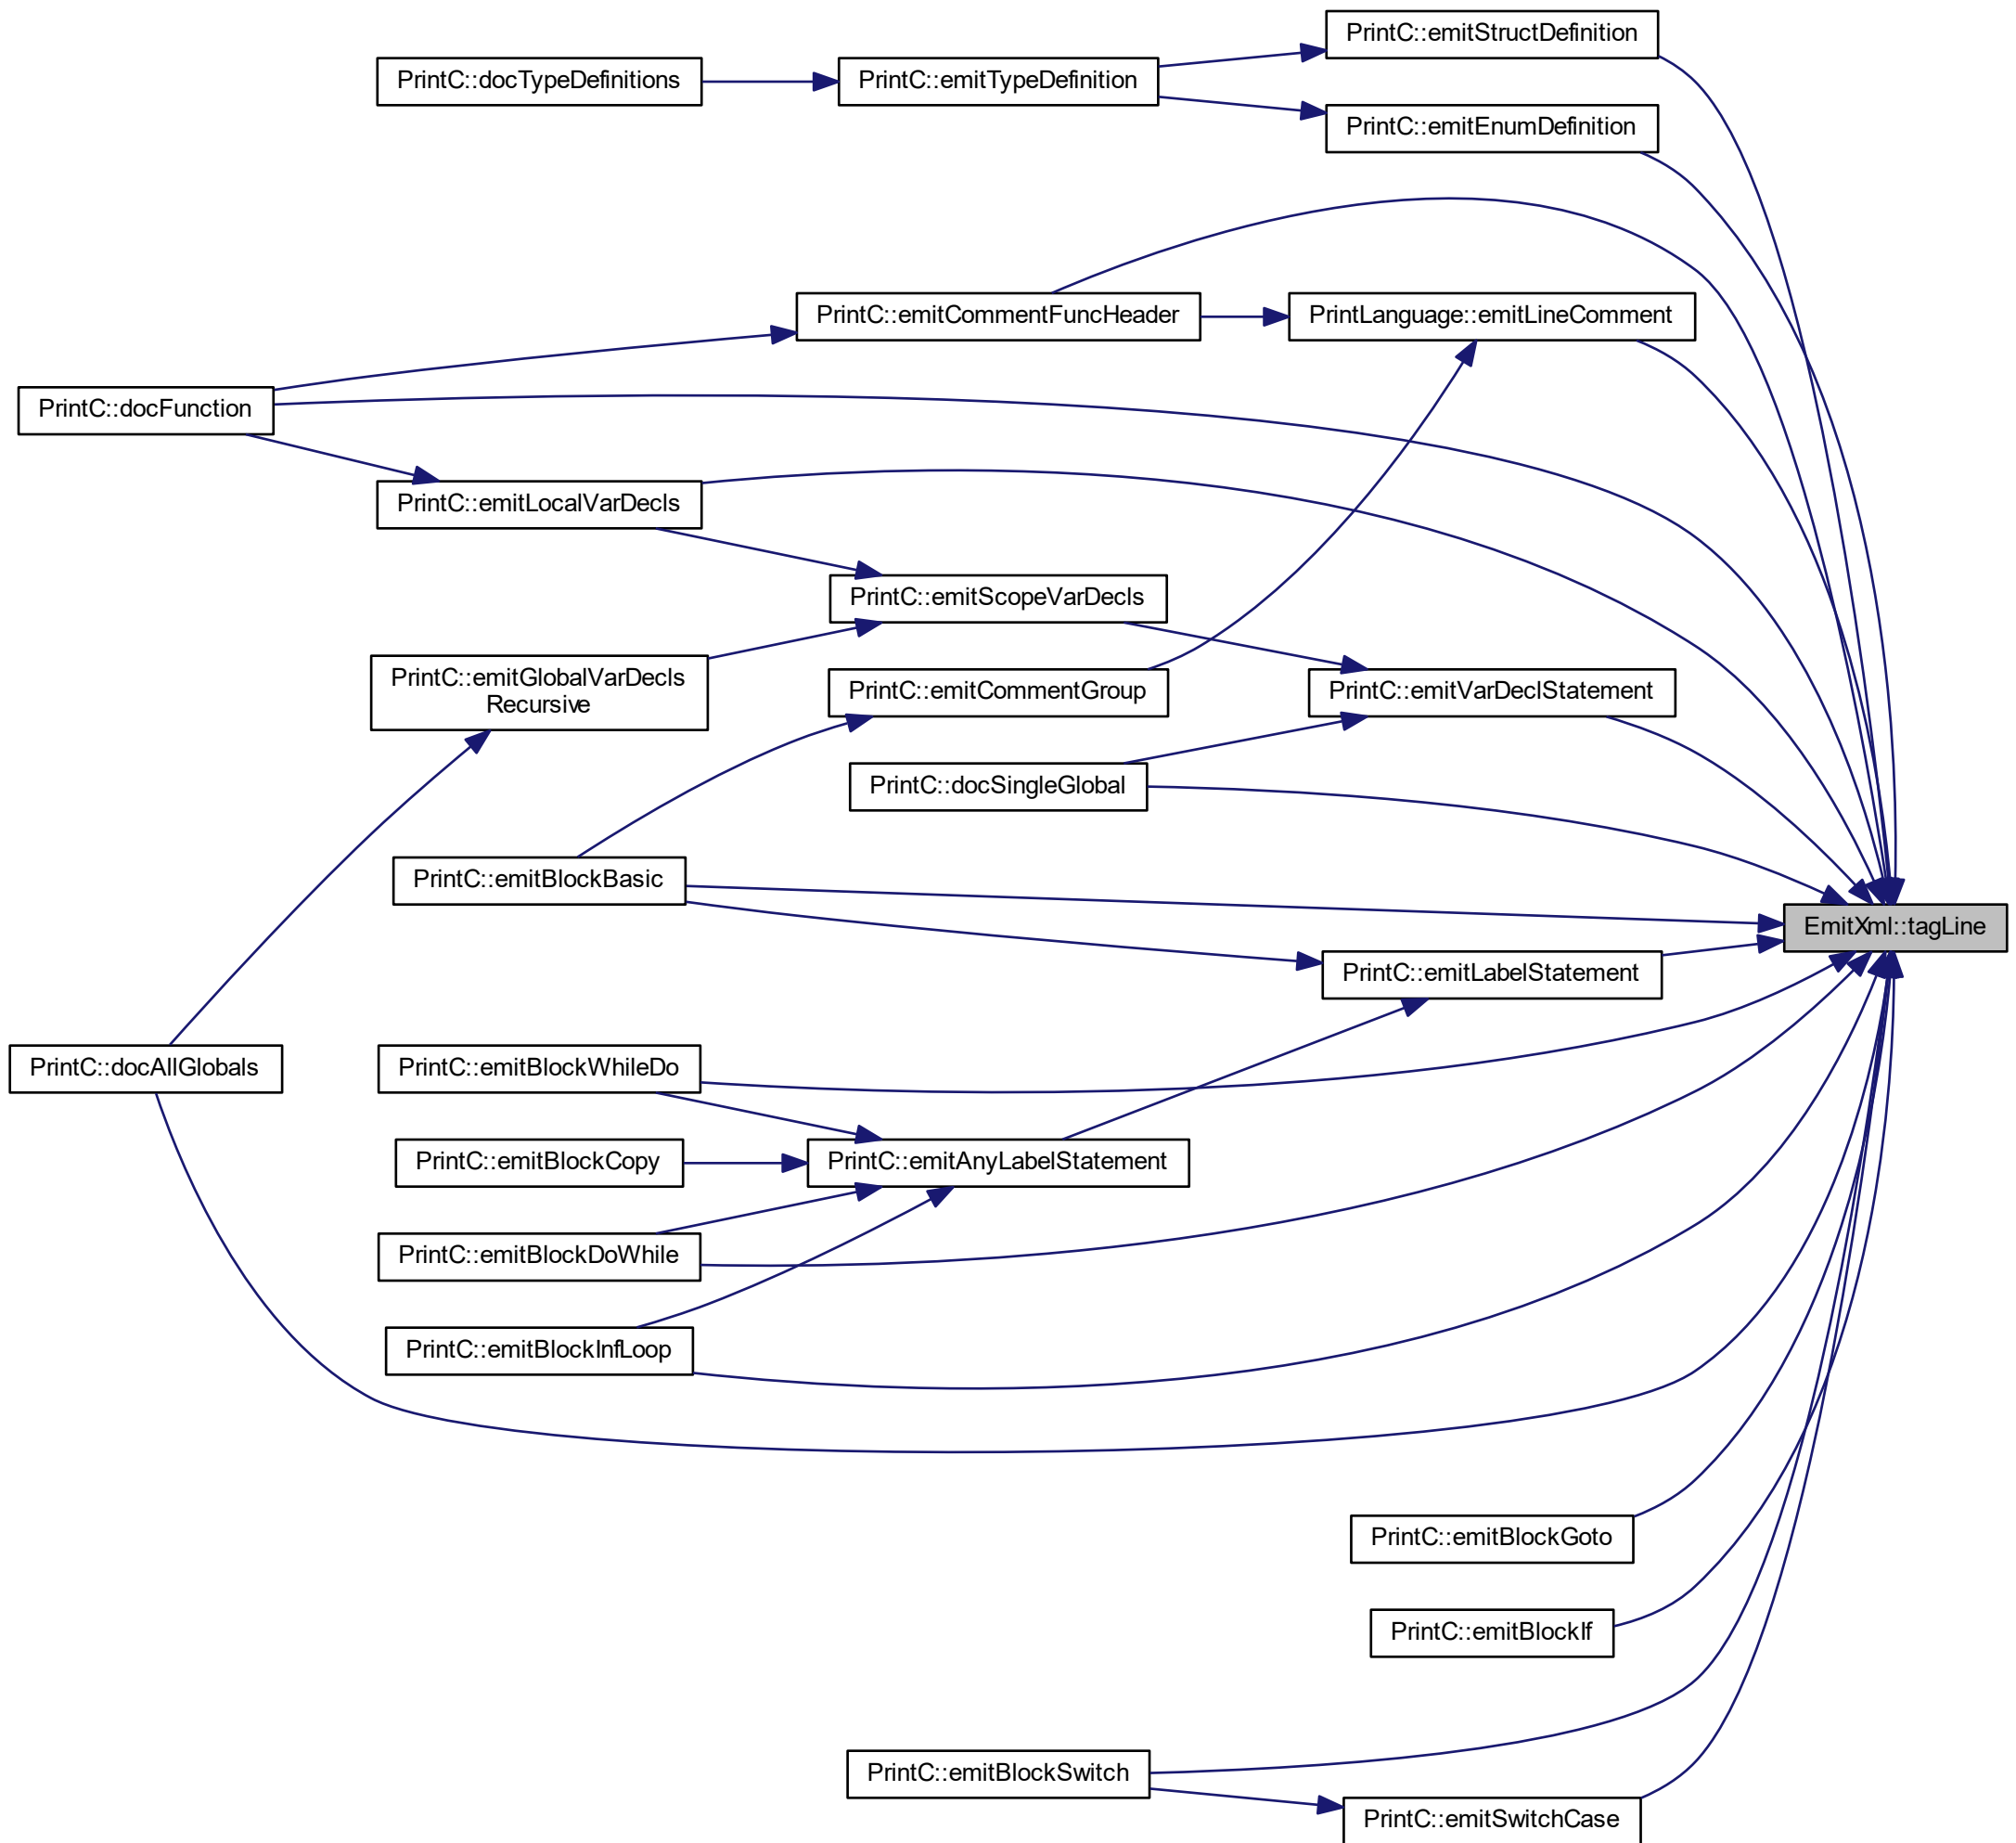 PrintC::emitStructDefinition
PrintC::docTypeDefinitions
PrintC::emitTypeDefinition
PrintC::emitEnumDefinition
PrintC::emitCommentFuncHeader
PrintLanguage::emitLineComment
PrintC::docFunction
PrintC::emitLocalVarDecls
PrintC::emitScopeVarDecls
PrintC::emitGlobalVarDecls
Recursive
PrintC::emitCommentGroup
PrintC::emitVarDeclStatement
PrintC::docSingleGlobal
PrintC::emitBlockBasic
EmitXml::tagLine
PrintC::emitLabelStatement
PrintC::docAllGlobals
PrintC::emitBlockWhileDo
PrintC::emitBlockCopy
PrintC::emitAnyLabelStatement
PrintC::emitBlockDoWhile
PrintC::emitBlockInfLoop
PrintC::emitBlockGoto
PrintC::emitBlockIf
PrintC::emitBlockSwitch
PrintC::emitSwitchCase